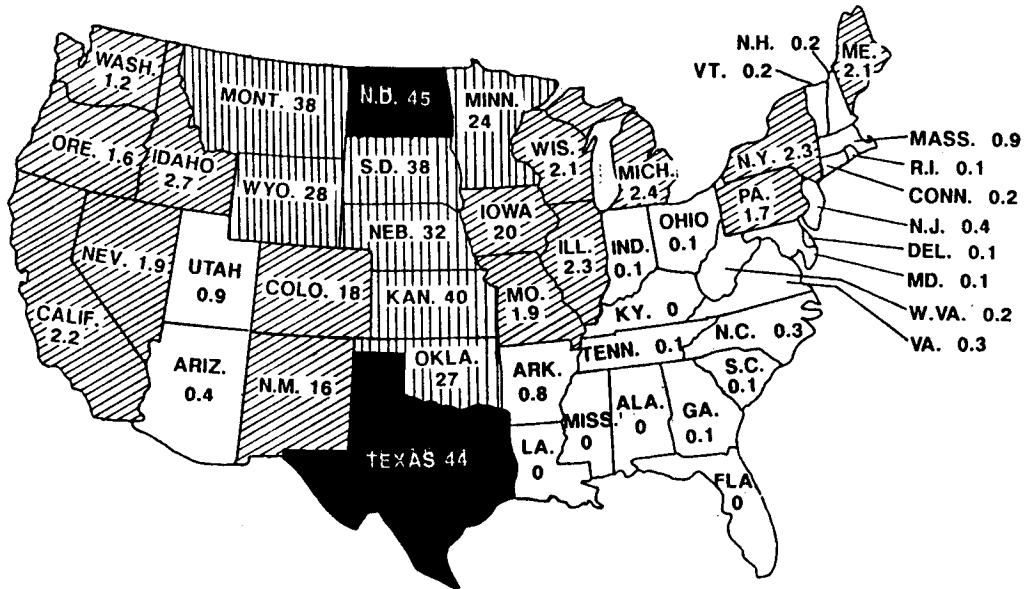 N.H. 0.2
VT. 0.2
ME.
2.1
WASH.
1.2
MONT. 38
N.D. 45
MINN.
24
MASS. 0.9
ORE. 1.6
IDAHO
2.7
S.D. 38
WIS.
2.1
MICH.
2.4
N.Y. 2.3
R.I. 0.1
WYO. 28
IOWA
20
PA.
1.7
CONN. 0.2
NEB. 32
OHIO
0.1
N.J. 0.4
NEV. 1.9
UTAH
0.9
COLO. 18
KAN. 40
MO.
1.9
ILL.
2.3
IND.
0.1
DEL. 0.1
MD. 0.1
CALIF.
2.2
KY. 0
W.VA. 0.2
VA. 0.3
ARIZ.
0.4
N.M. 16
OKLA.
27
ARK.
0.8
TENN. 0.1
N.C. 0.3
S.C.
0.1
TEXAS 44
LA.
0
MISS.
0
ALA.
0
GA.
0.1
FLA
0